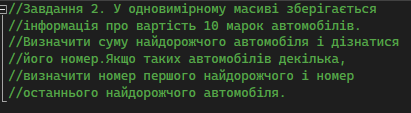 //Завдання 2. У одновимірному масиві зберігається
//інформація про вартість 10 марок автомобілів.
//Визначити суму найдорожчого автомобіля і дізнатися
//його номер.Якщо таких автомобілів декілька,
//визначити номер першого найдорожчого і номер
//останнього найдорожчого автомобіля.